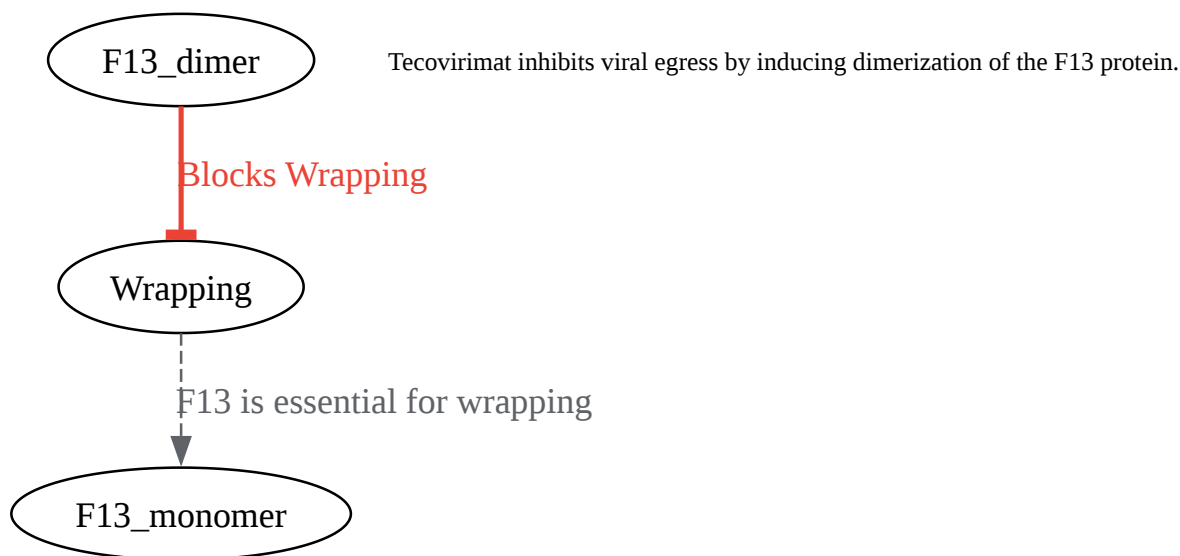 F13_dimer
Tecovirimat inhibits viral egress by inducing dimerization of the F13 protein.
Blocks Wrapping
Wrapping
F13 is essential for wrapping
F13_monomer